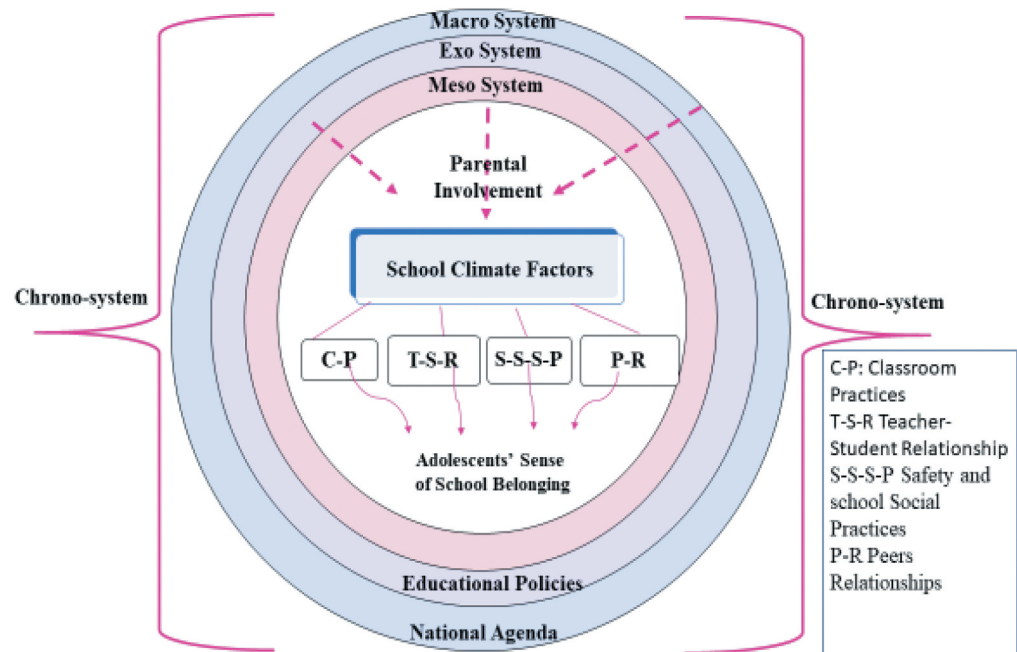 Macro System
Exo System
Meso System
Parental
Involvement
School Climate Factors
Chrono-system
Chrono-system
C-P
T-S-R
S-S-S-P
P-R
Adolescents’ Sense
of School Belonging
Educational Policies
National Agenda
C-P: Classroom
Practices
T-S-R Teacher-
Student Relationship
S-S-S-P Safety and
school Social
Practices
P-R Peers
Relationships